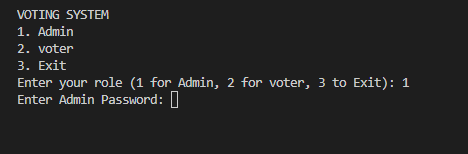 VOTING SYSTEM
1. Admin
2. voter
3. Exit
Enter your role (1 for Admin, 2 for voter, 3 to Exit): 1
Enter Admin Password: